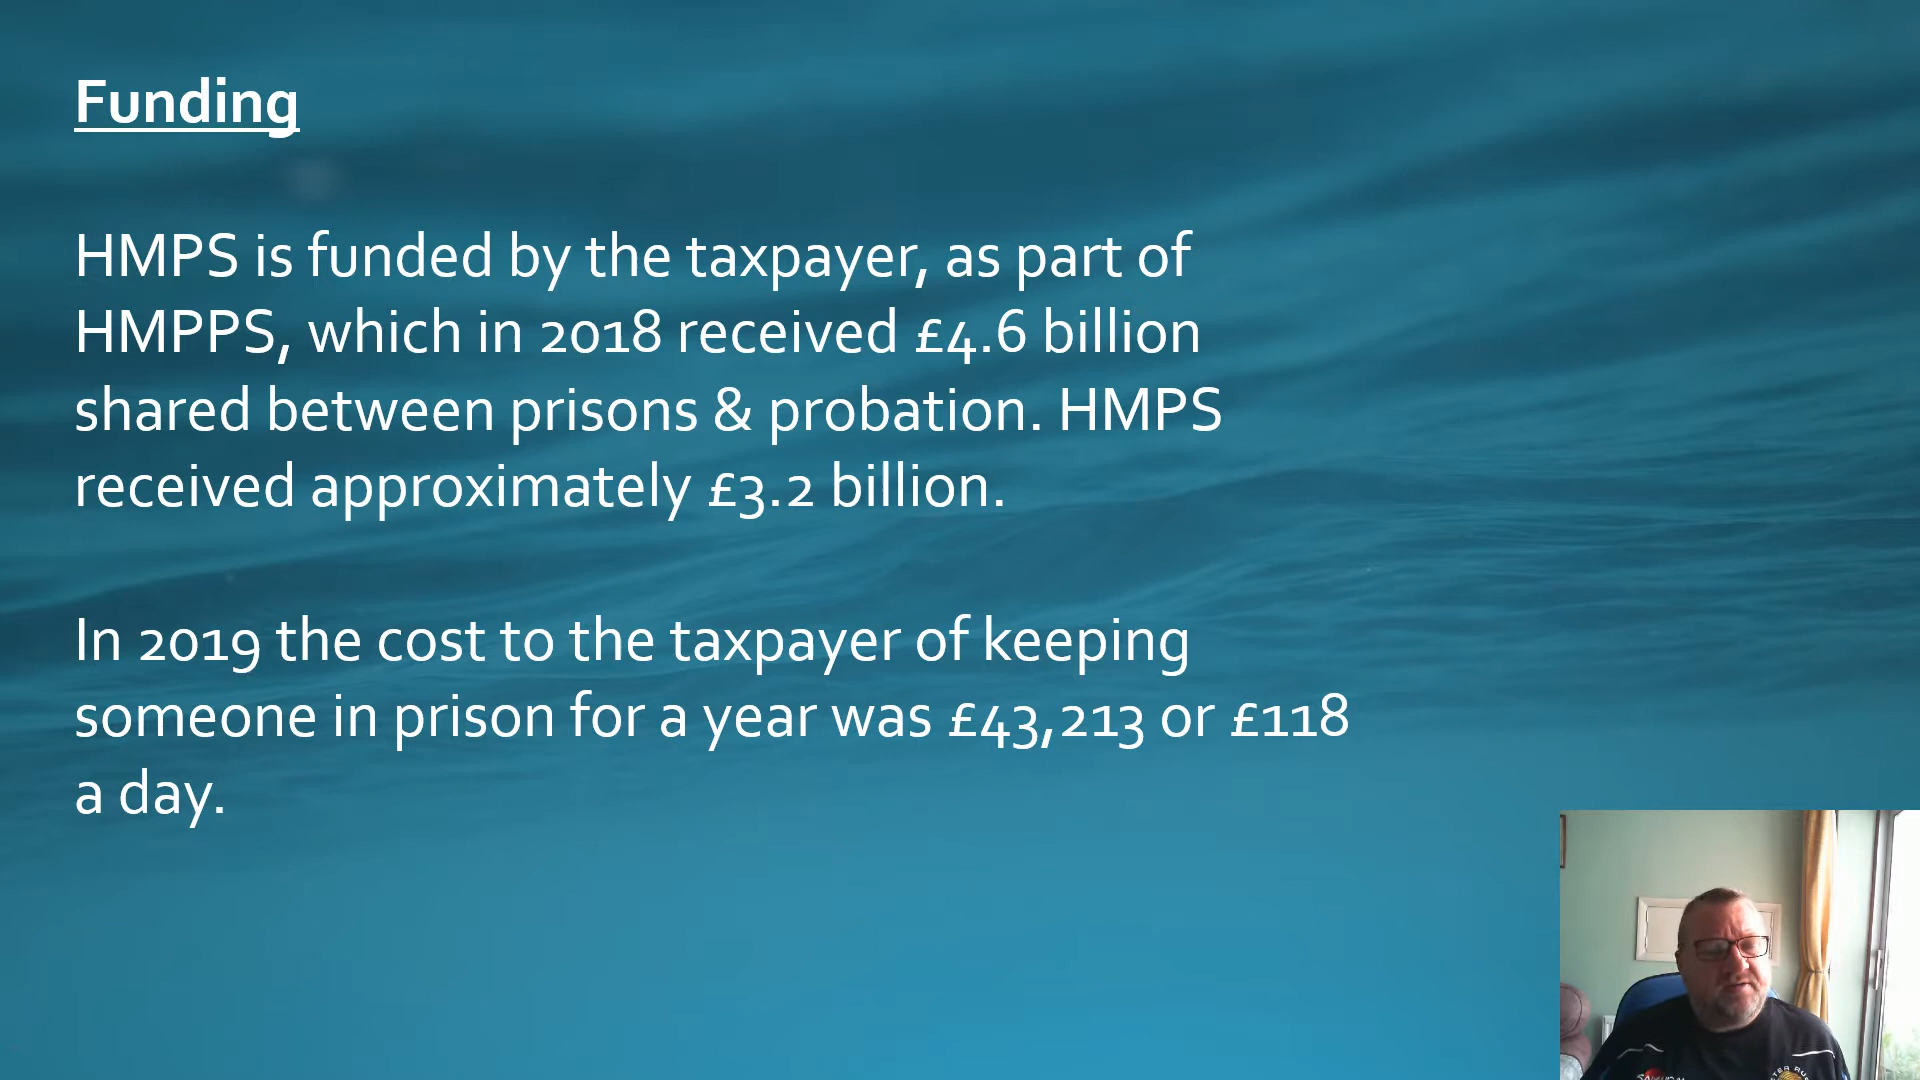 Funding
HMPS is funded by the taxpayer, as part of
HMPPS, which in 2018 received £4.6 billion
shared between prisons & probation. HMPS
received approximately £3.2 billion.
In 2019 the cost to the taxpayer of keeping
someone in prison for a year was £43,213 or £118
a day.